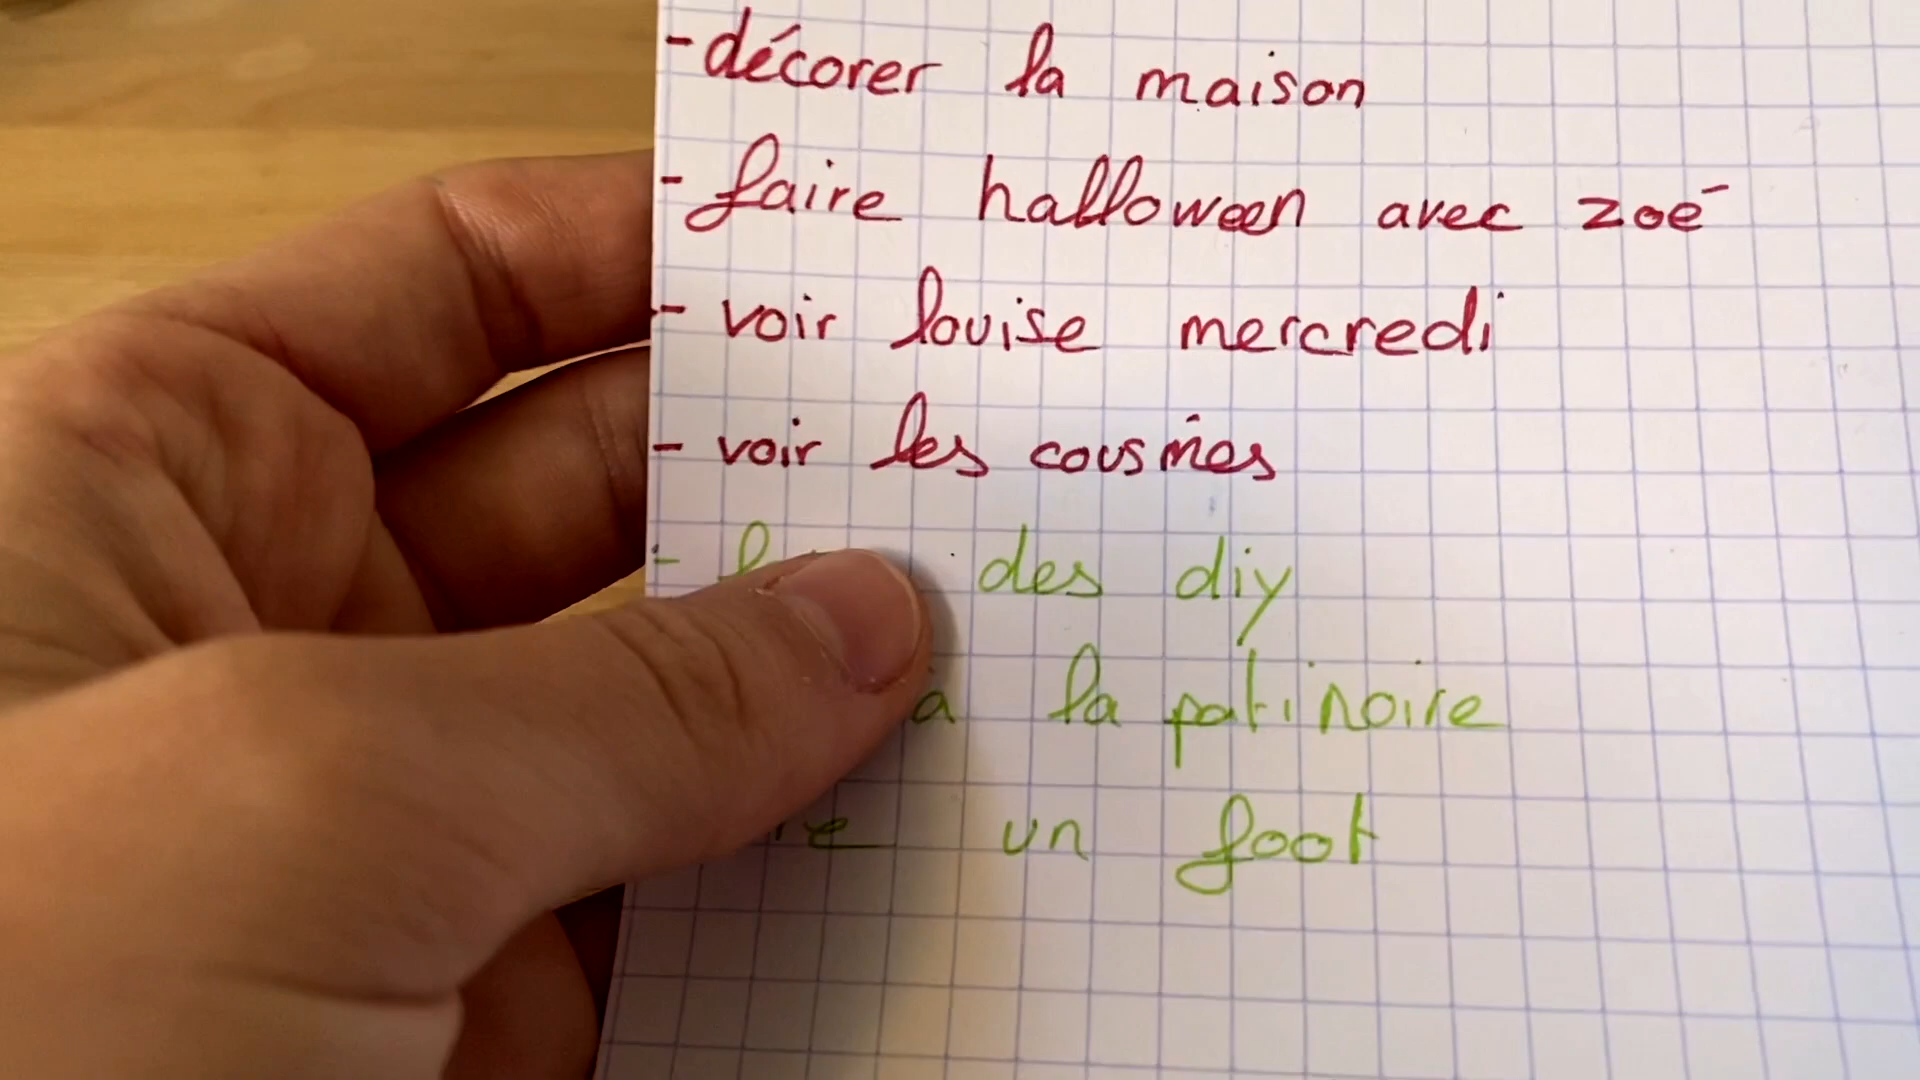 -décorer la maison
- faire halloween avec zoé
- voir louise mercredi
- voir les cousines
- des diy
a la patinoire
un foot